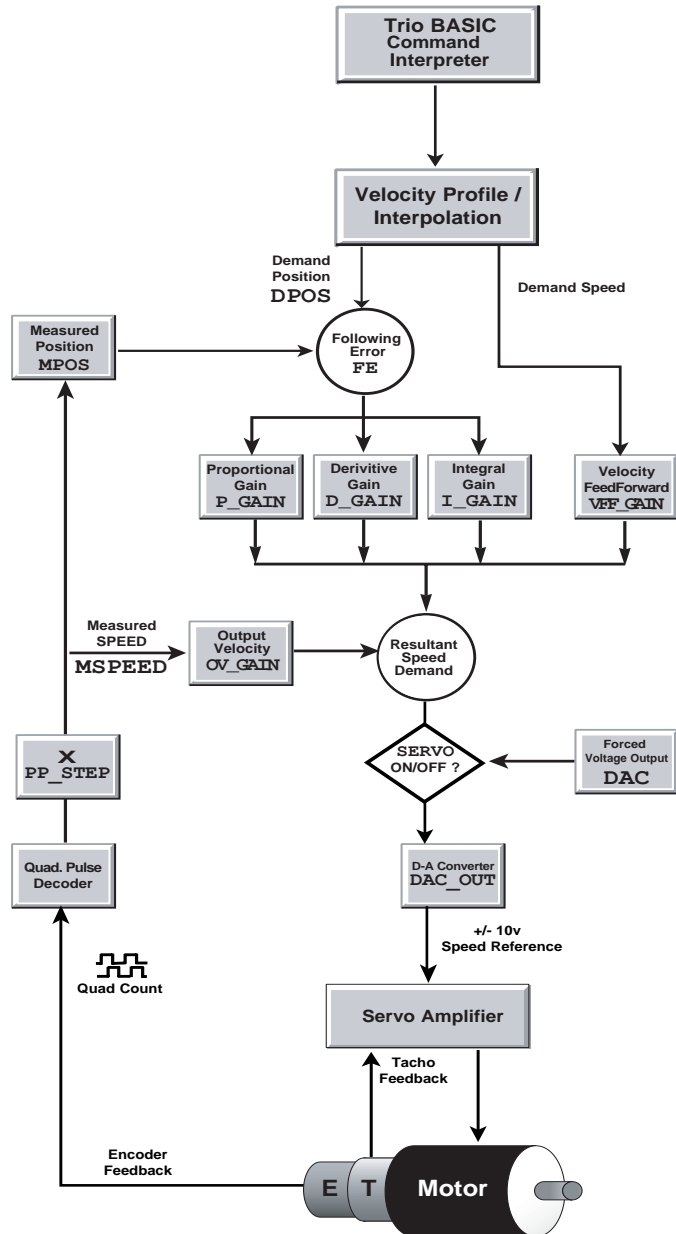 Trio BASIC
Command
Interpreter
Velocity Profile /
Interpolation
Demand
Position
DPOS
Demand Speed
Measured
Position
MPOS
Following
Error
FE
Proportional
Gain
P_GAIN
Derivitive
Gain
D_GAIN
Integral
Gain
I_GAIN
Velocity
FeedForward
VFF_GAIN
Measured
SPEED
MSPEED
Output
Velocity
OV_GAIN
Resultant
Speed
Demand
X
PP_STEP
SERVO
ON/OFF ?
Forced
Voltage Output
DAC
Quad. Pulse
Decoder
D-A Converter
DAC_OUT
+/- 10v
Speed Reference
Quad Count
Servo Amplifier
Tacho
Feedback
Encoder
Feedback
E T Motor